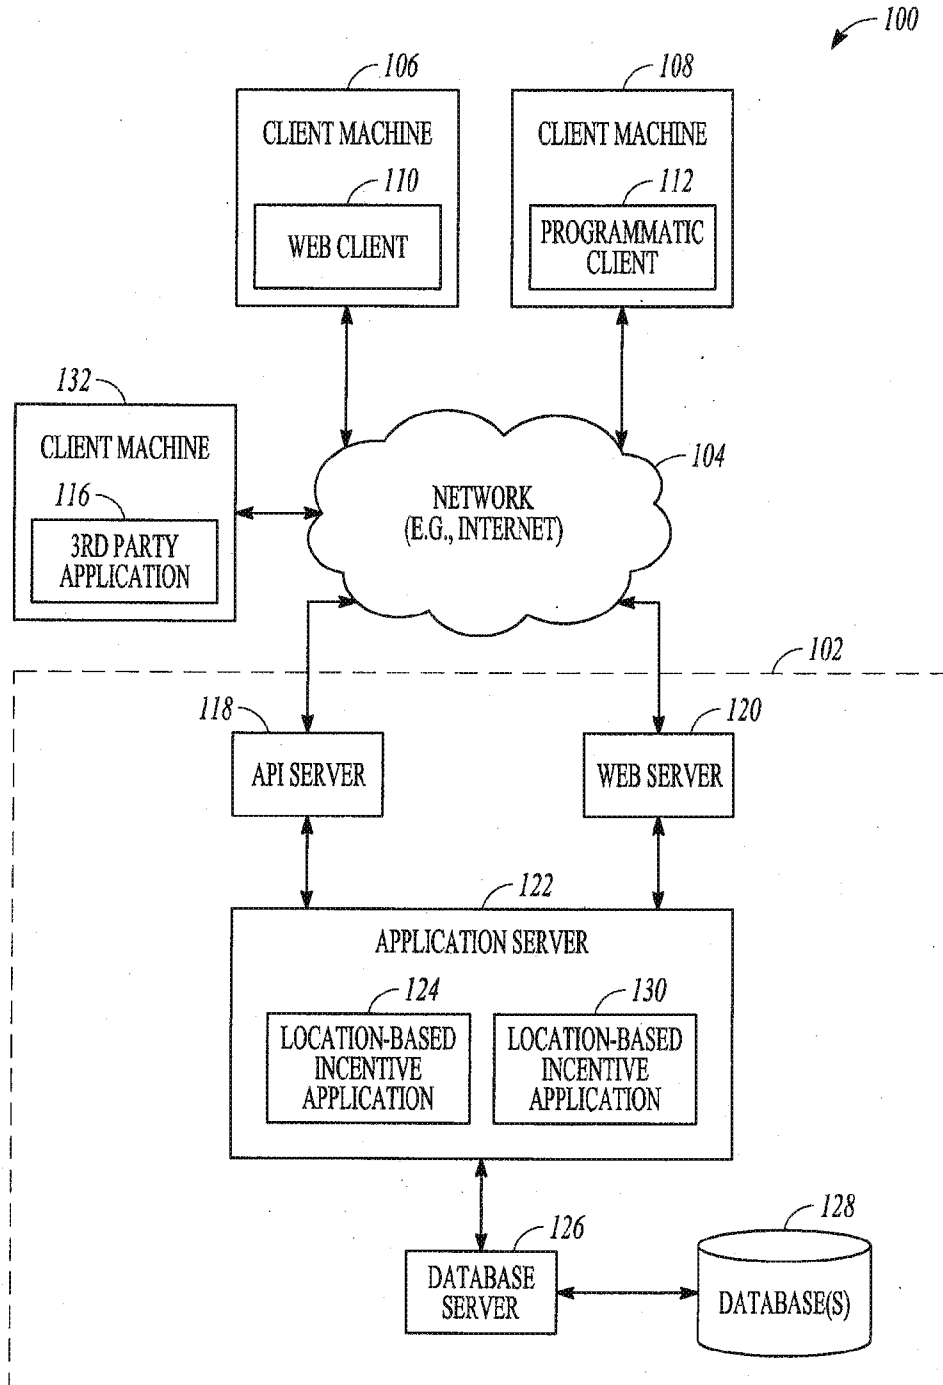 100
106
CLIENT MACHINE
110
WEB CLIENT
108
CLIENT MACHINE
112
PROGRAMMATIC
CLIENT
132
CLIENT MACHINE
116
3RD PARTY
APPLICATION
104
NETWORK
(E.G., INTERNET)
102
118
API SERVER
120
WEB SERVER
122
APPLICATION SERVER
124
LOCATION-BASED
INCENTIVE
APPLICATION
130
LOCATION-BASED
INCENTIVE
APPLICATION
126
DATABASE
SERVER
128
DATABASE(S)